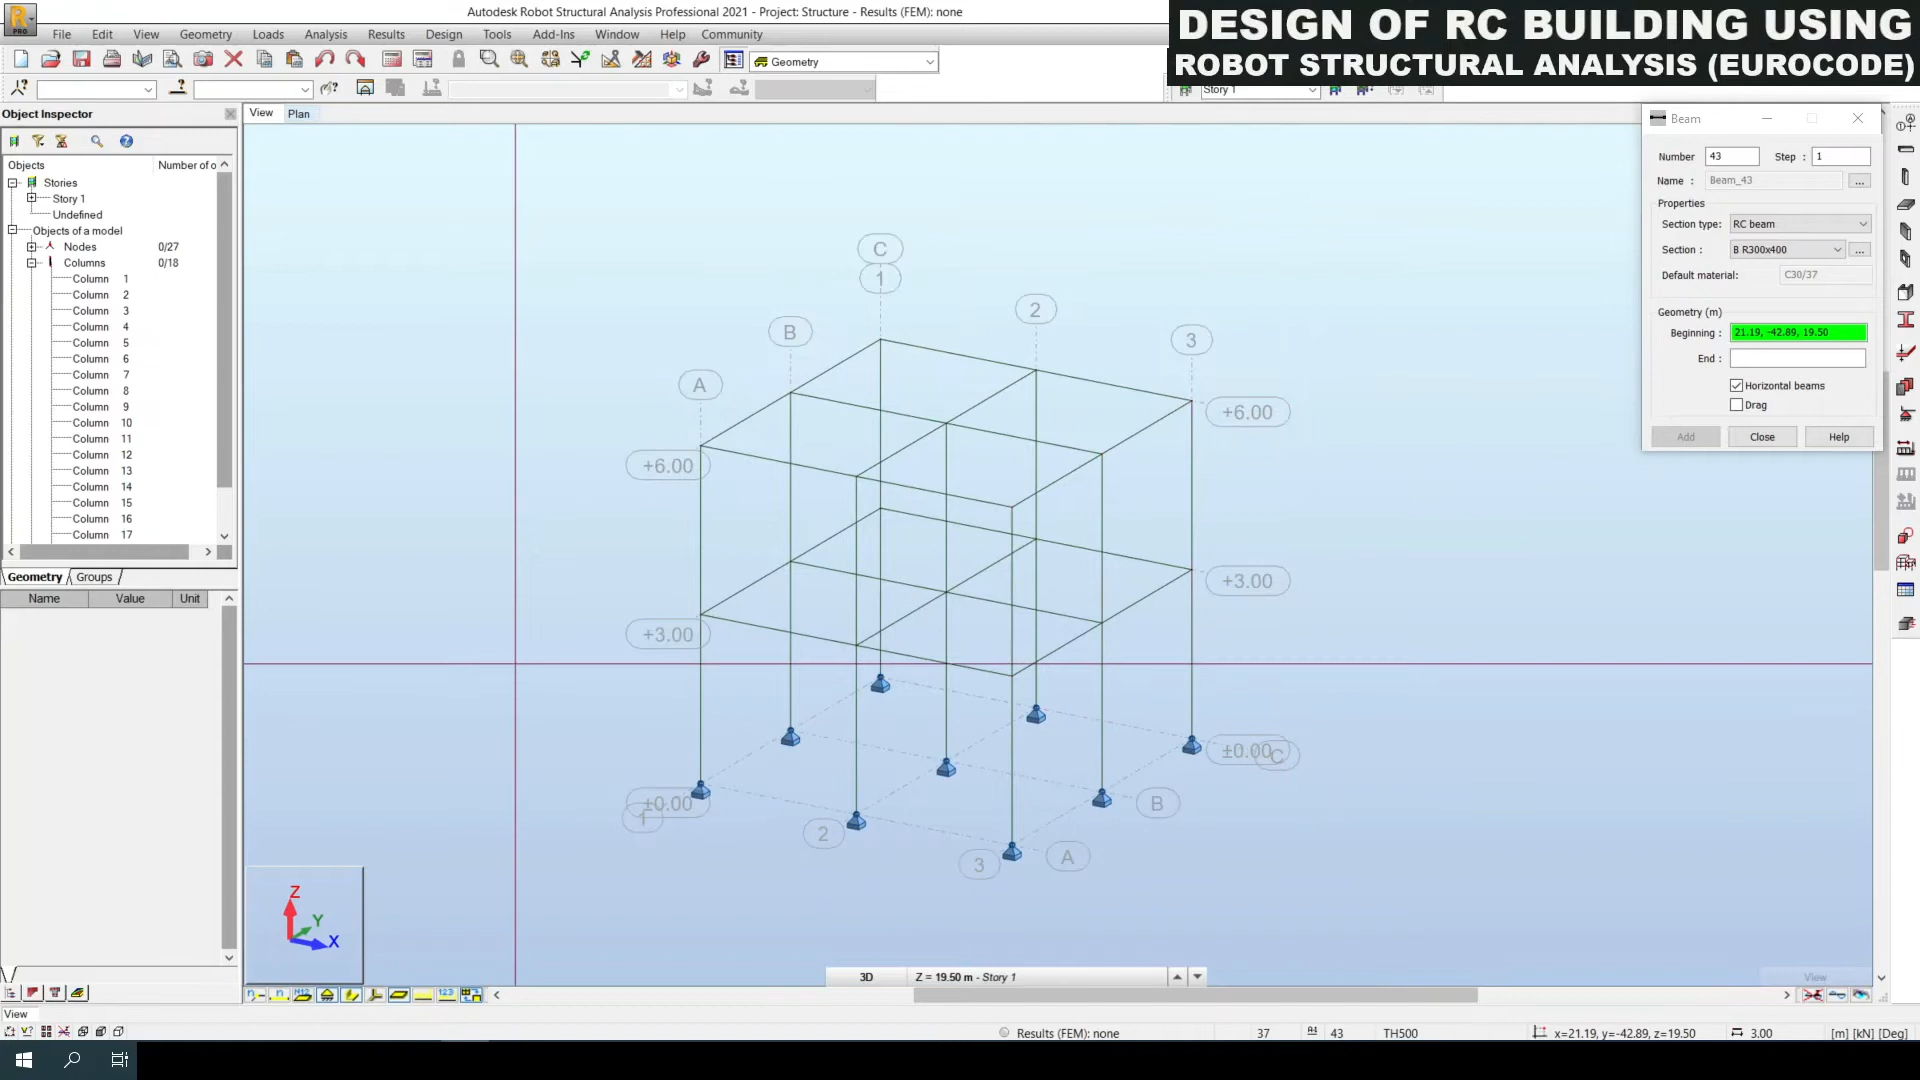 Autodesk Robot Structural Analysis Professional 2021 - Project: Structure - Results (FEM): none
DESIGN OF RC BUILDING USING
ROBOT STRUCTURAL ANALYSIS (EUROCODE)
PRO
File Edit View Geometry Loads Analysis Results Design Tools Add-Ins Window Help Community
Geometry
Story 1
Object Inspector
View Plan
Objects Number of o
Stories
Story 1
Undefined
Objects of a model
Nodes 0/27
Columns 0/18
Column 1
Column 2
Column 3
Column 4
Column 5
Column 6
Column 7
Column 8
Column 9
Column 10
Column 11
Column 12
Column 13
Column 14
Column 15
Column 16
Column 17
Geometry Groups
Name Value Unit
Beam
Number 43 Step : 1
Name : Beam_43 ...
Properties
Section type: RC beam
Section : B R300x400 ...
Default material: C30/37
Geometry (m)
Beginning : 21.19, -42.89, 19.50
End :
Horizontal beams
Drag
Add Close Help
C
1
2
B
3
A
+6.00
+6.00
+3.00
+3.00
±0.00 C
±0.00
1
B
2
A
3
Z
Y
X
3D Z = 19.50 m - Story 1
View
View
Results (FEM): none 37 43 TH500 x=21.19, y=-42.89, z=19.50 3.00 [m] [kN] [Deg]